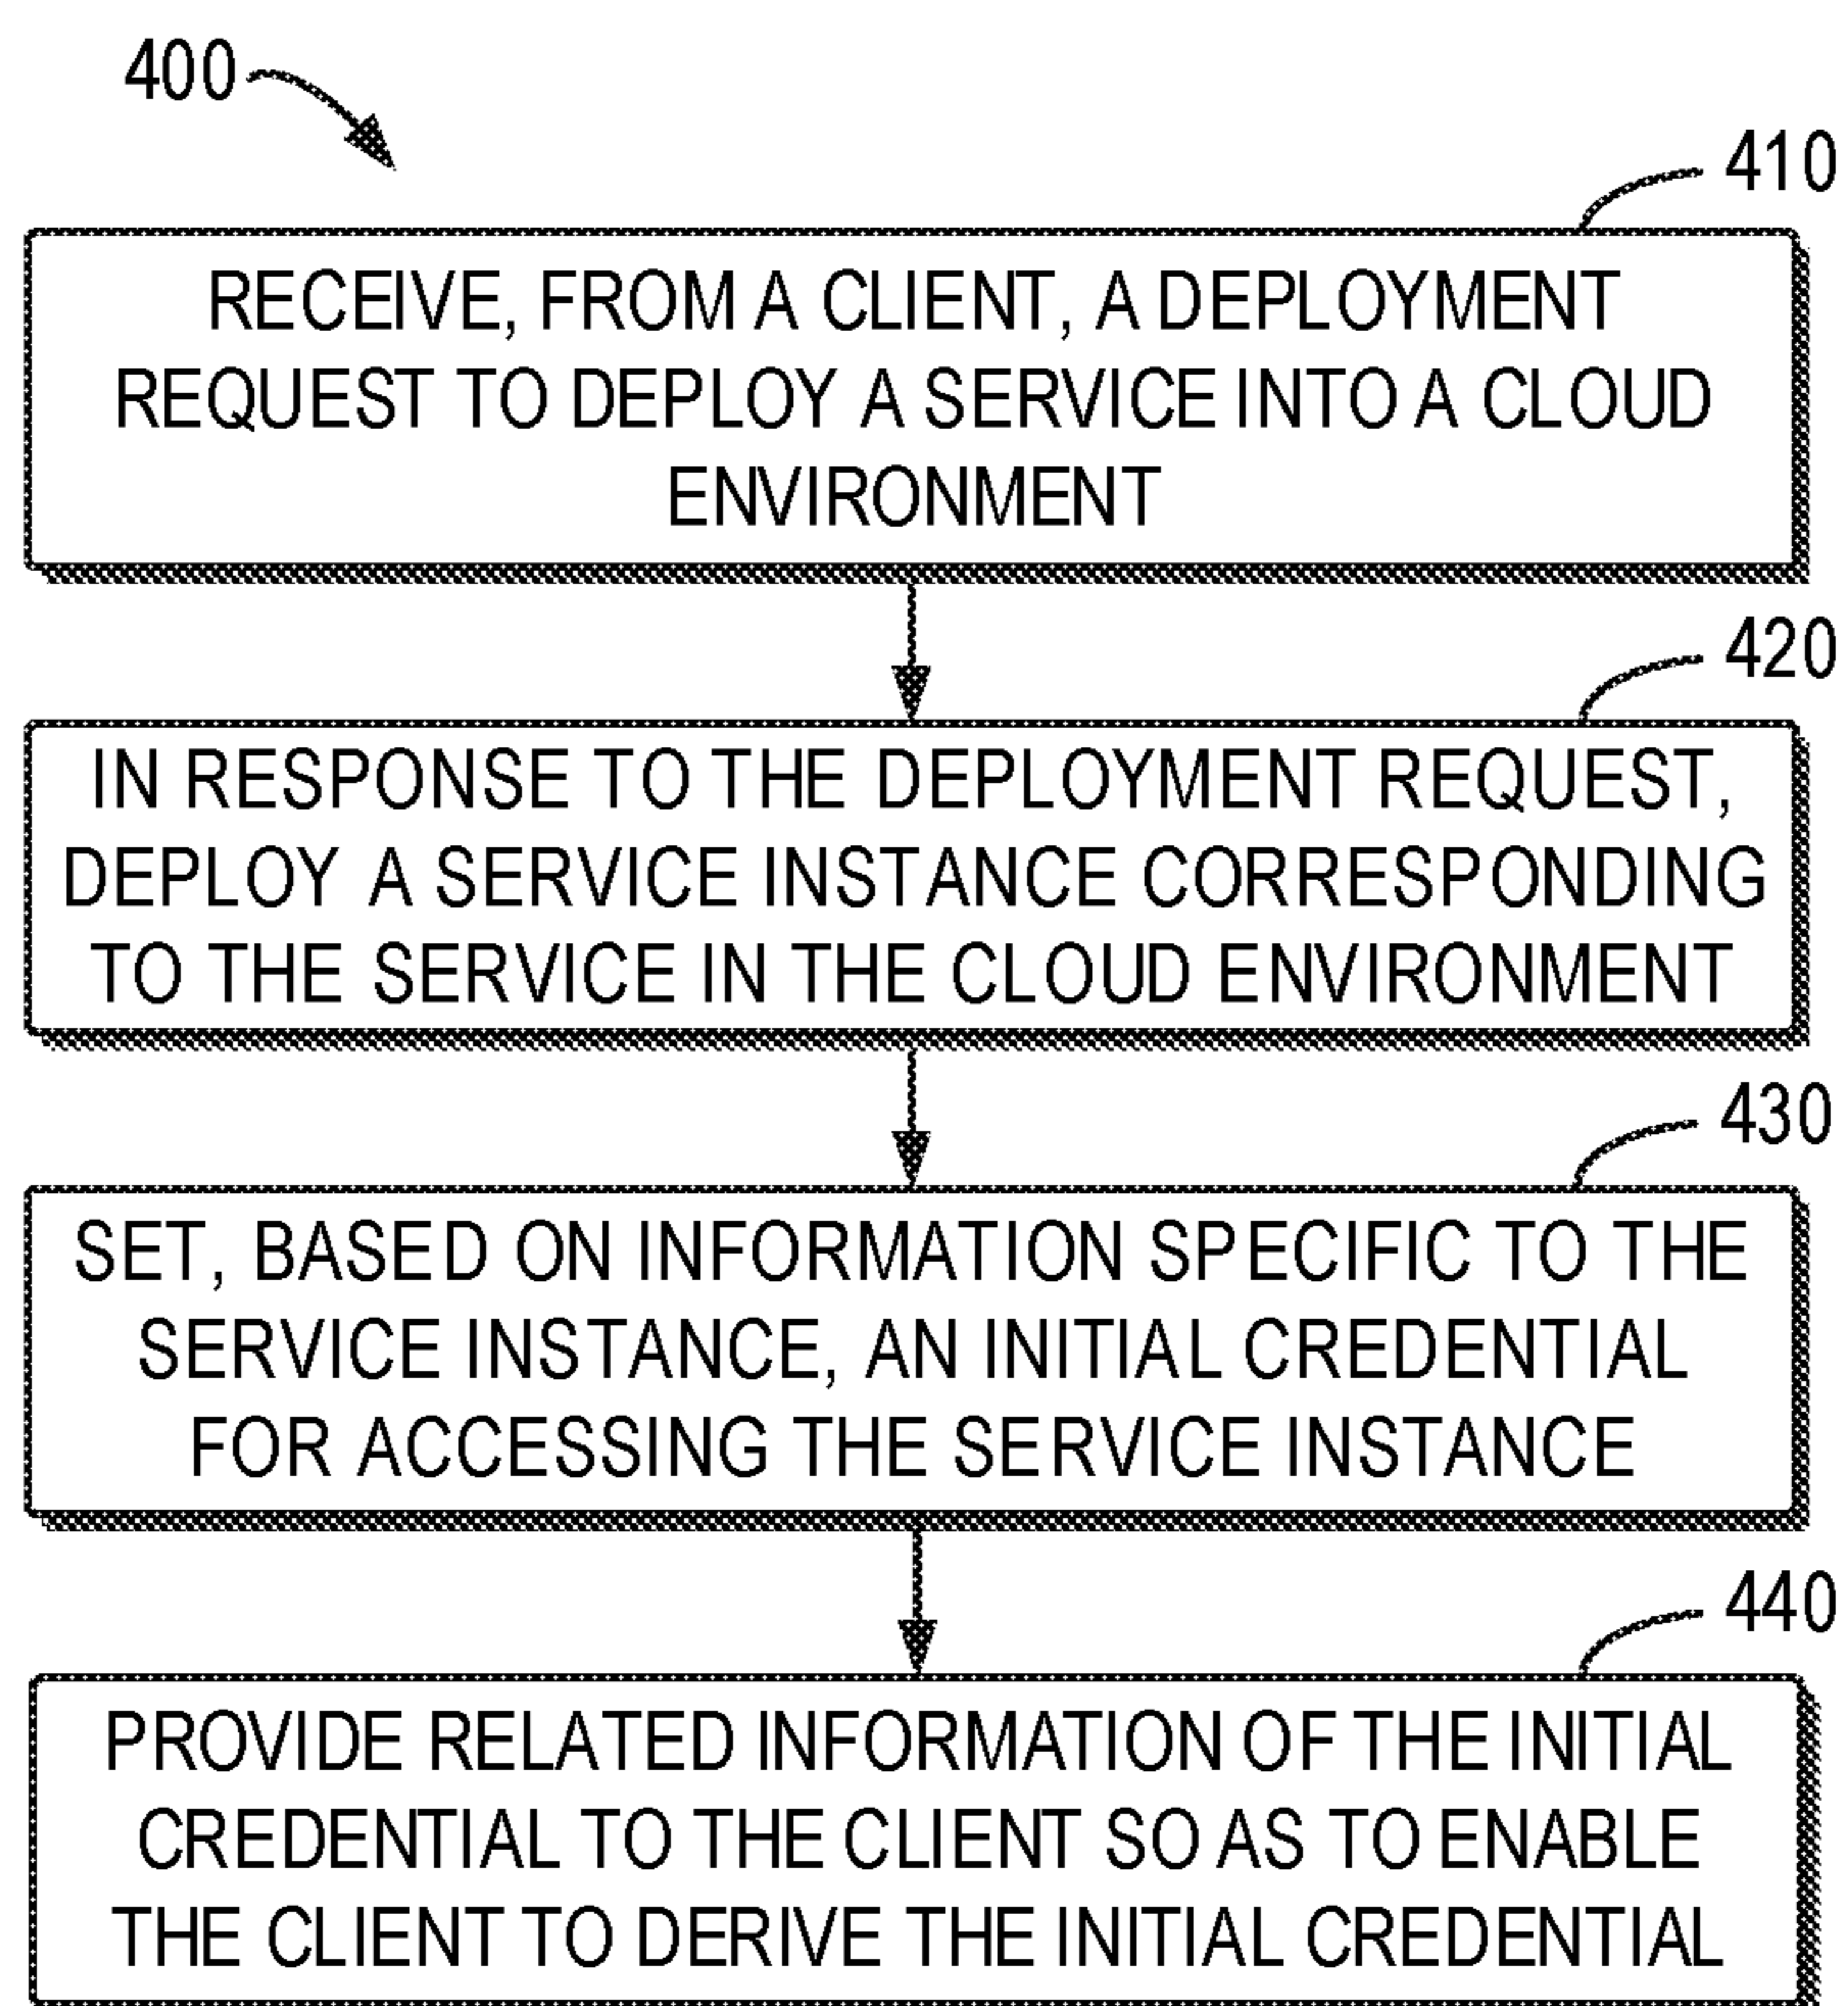 400
410
RECEIVE, FROM A CLIENT, A DEPLOYMENT
REQUEST TO DEPLOY A SERVICE INTO A CLOUD
ENVIRONMENT
420
IN RESPONSE TO THE DEPLOYMENT REQUEST,
DEPLOY A SERVICE INSTANCE CORRESPONDING
TO THE SERVICE IN THE CLOUD ENVIRONMENT
430
SET, BASED ON INFORMATION SPECIFIC TO THE
SERVICE INSTANCE, AN INITIAL CREDENTIAL
FOR ACCESSING THE SERVICE INSTANCE
440
PROVIDE RELATED INFORMATION OF THE INITIAL
CREDENTIAL TO THE CLIENT SO AS TO ENABLE
THE CLIENT TO DERIVE THE INITIAL CREDENTIAL